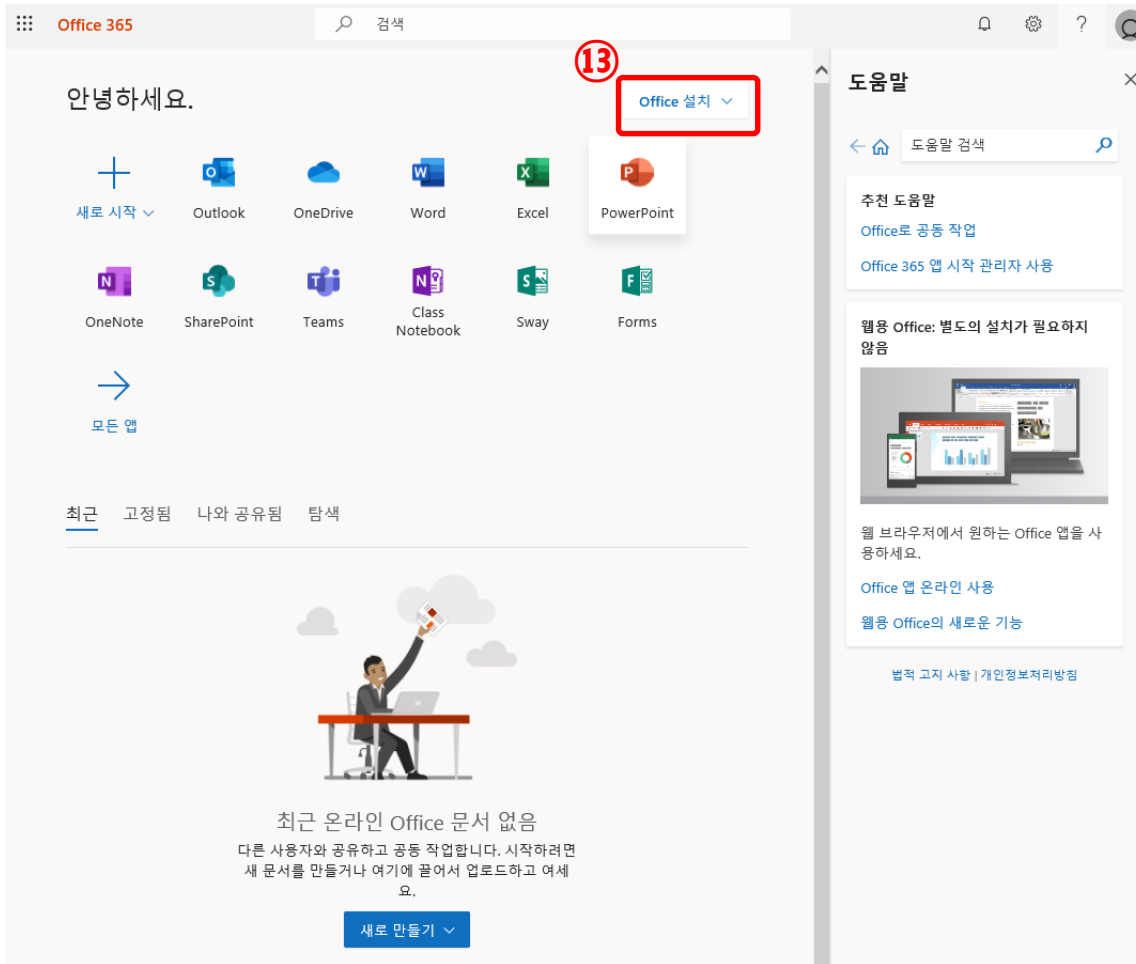 Office 365
검색
?
⑬
안녕하세요.
Office 설치
새로 시작
Outlook
OneDrive
Word
Excel
PowerPoint
OneNote
SharePoint
Teams
Class
Notebook
Sway
Forms
모든 앱
최근 고정됨 나와 공유됨 탐색
최근 온라인 Office 문서 없음
다른 사용자와 공유하고 공동 작업합니다. 시작하려면
새 문서를 만들거나 여기에 끌어서 업로드하고 여세
요.
새로 만들기
도움말
도움말 검색
추천 도움말
Office로 공동 작업
Office 365 앱 시작 관리자 사용
웹용 Office: 별도의 설치가 필요하지
않음
웹 브라우저에서 원하는 Office 앱을 사
용하세요.
Office 앱 온라인 사용
웹용 Office의 새로운 기능
법적 고지 사항 | 개인정보처리방침